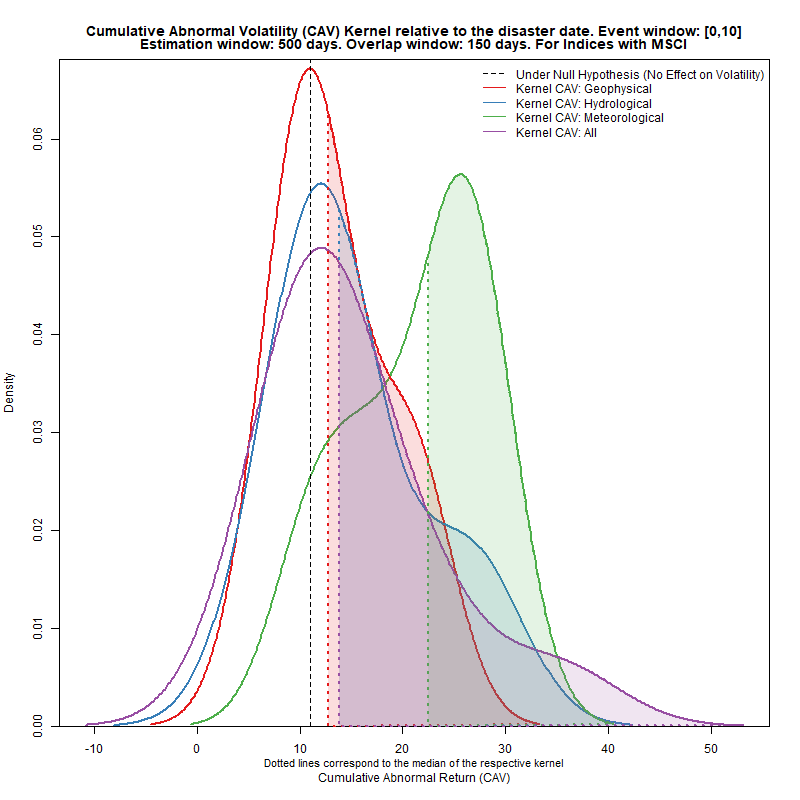 Cumulative Abnormal Volatility (CAV) Kernel relative to the disaster date. Event window: [0,10]
Estimation window: 500 days. Overlap window: 150 days. For Indices with MSCI
Under Null Hypothesis (No Effect on Volatility)
Kernel CAV: Geophysical
Kernel CAV: Hydrological
Kernel CAV: Meteorological
Kernel CAV: All
Density
0.06
0.05
0.04
0.03
0.02
0.01
0.00
-10 0 10 20 30 40 50
Dotted lines correspond to the median of the respective kernel
Cumulative Abnormal Return (CAV)